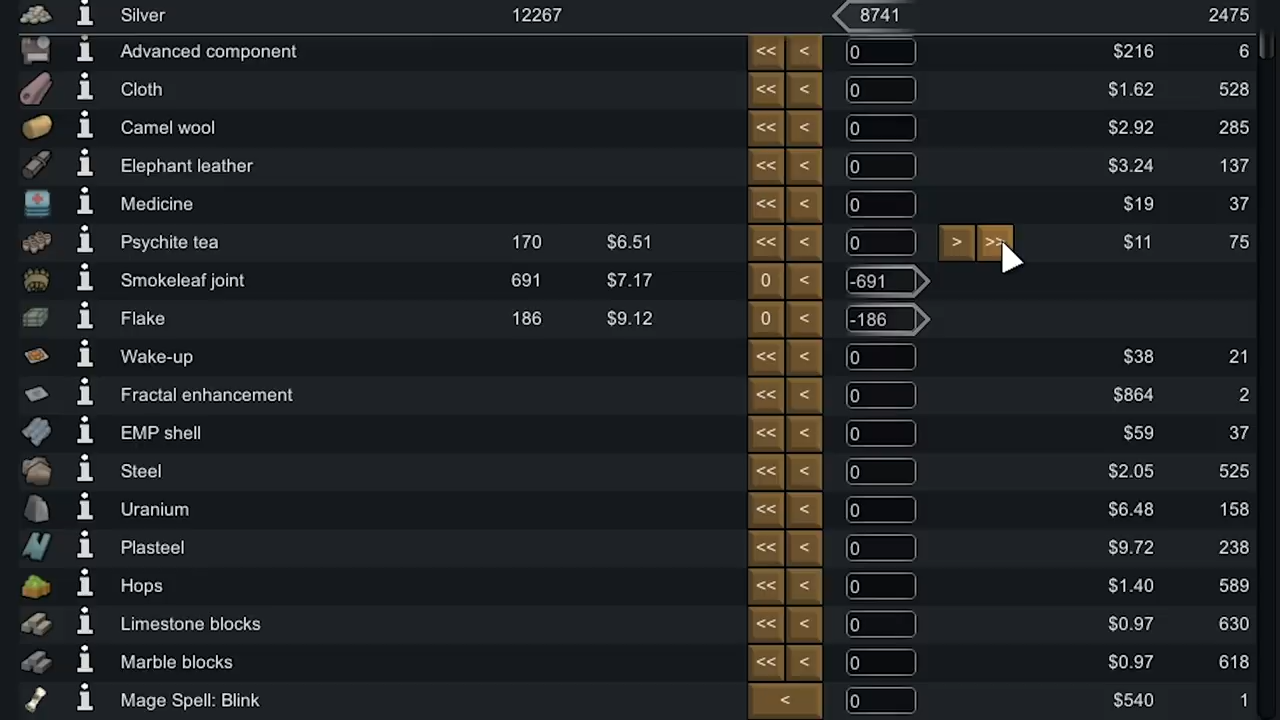 Silver 12267 8741 2475
Advanced component << < 0 $216 6
Cloth << < 0 $1.62 528
Camel wool << < 0 $2.92 285
Elephant leather << < 0 $3.24 137
Medicine << < 0 $19 37
Psychite tea 170 $6.51 << < 0 > >> $11 75
Smokeleaf joint 691 $7.17 0 < -691
Flake 186 $9.12 0 < -186
Wake-up << < 0 $38 21
Fractal enhancement << < 0 $864 2
EMP shell << < 0 $59 37
Steel << < 0 $2.05 525
Uranium << < 0 $6.48 158
Plasteel << < 0 $9.72 238
Hops << < 0 $1.40 589
Limestone blocks << < 0 $0.97 630
Marble blocks << < 0 $0.97 618
Mage Spell: Blink < 0 $540 1